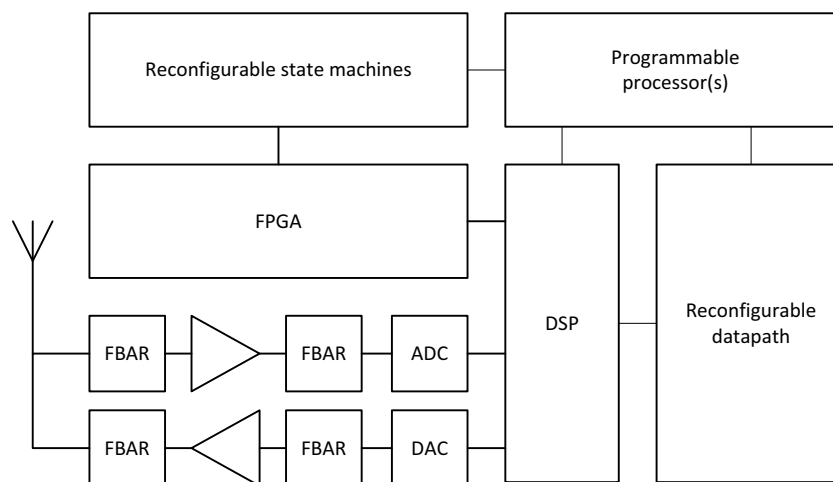 Reconfigurable state machines
Programmable
processor(s)
FPGA
DSP
Reconfigurable
datapath
FBAR
FBAR
ADC
FBAR
FBAR
DAC